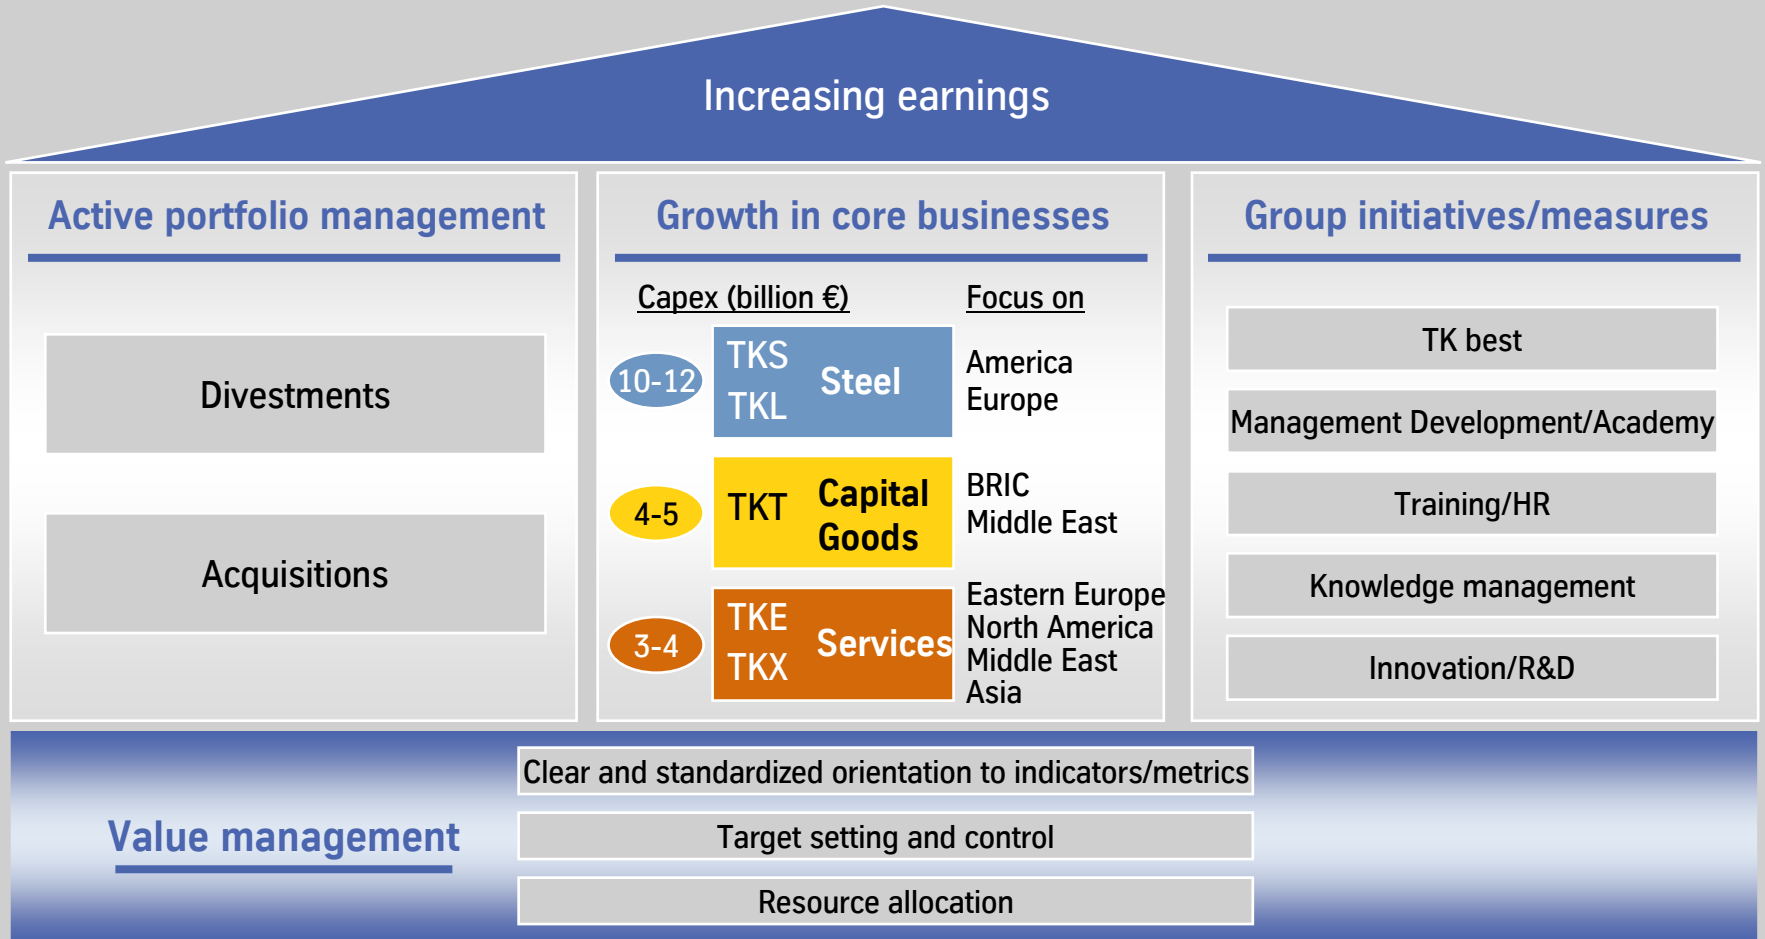 Increasing earnings
Active portfolio management
Divestments
Acquisitions
Growth in core businesses
Capex (billion €)
Focus on
10-12
TKS
TKL
Steel
America
Europe
4-5
TKT
Capital
Goods
BRIC
Middle East
3-4
TKE
TKX
Services
Eastern Europe
North America
Middle East
Asia
Group initiatives/measures
TK best
Management Development/Academy
Training/HR
Knowledge management
Innovation/R&D
Value management
Clear and standardized orientation to indicators/metrics
Target setting and control
Resource allocation